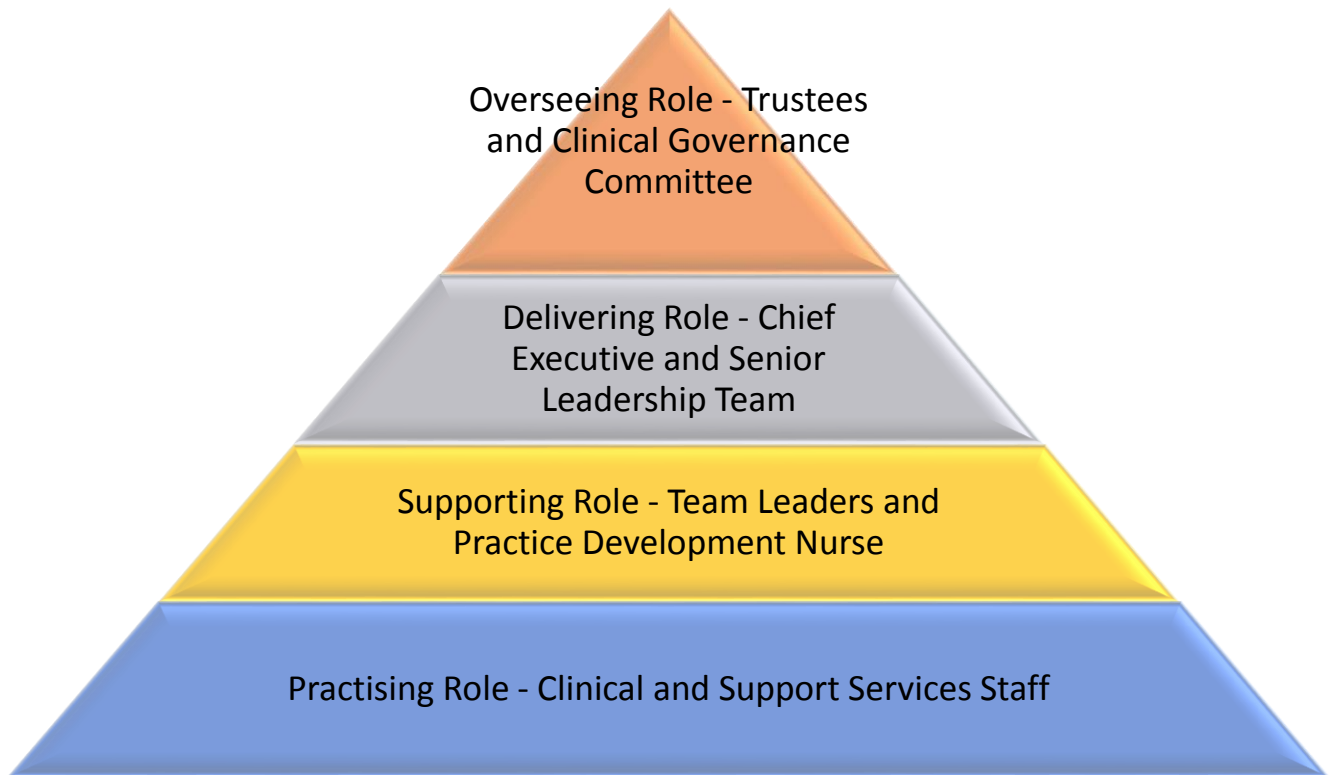 Overseeing Role - Trustees
and Clinical Governance
Committee
Delivering Role - Chief
Executive and Senior
Leadership Team
Supporting Role - Team Leaders and
Practice Development Nurse
Practising Role - Clinical and Support Services Staff